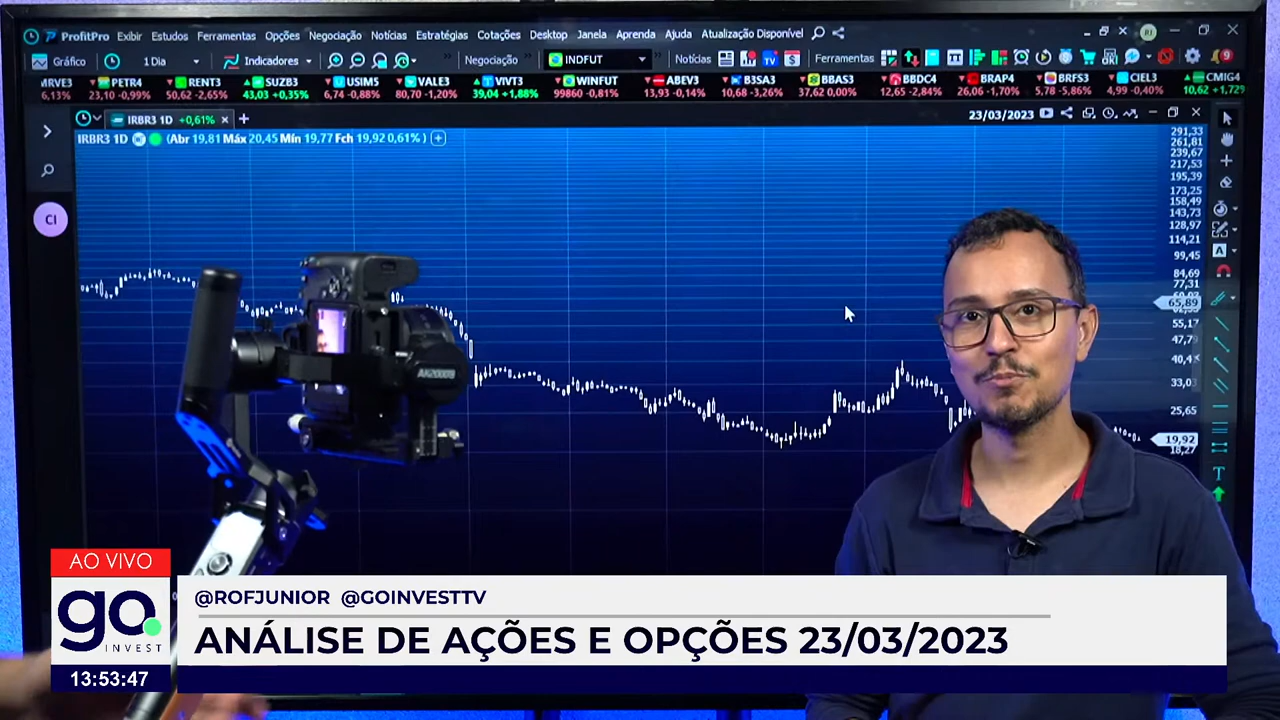 ProfitPro Exibir Estudos Ferramentas Opções Negociação Notícias Estratégias Cotações Desktop Janela Aprenda Ajuda Atualização Disponível
Gráfico 1 Dia Indicadores Negociação INDFUT Notícias Ferramentas 9
IRVE3 PETR4 RENT3 SUZB3 USIM5 VALE3 VIVT3 WINFUT ABEV3 B3SA3 BBAS3 BBDC4 BRAP4 BRFS3 CIEL3 CMIG4
6,13% 23,10 -0,99% 50,62 -2,65% 43,03 +0,35% 6,74 -0,88% 80,70 -1,20% 39,04 +1,88% 99860 -0,81% 13,93 -0,14% 10,68 -3,26% 37,62 0,00% 12,65 -2,84% 26,06 -1,70% 5,78 -5,86% 4,99 -0,40% 10,62 +1,72%
IRBR3 1D +0,61% × + 23/03/2023
IRBR3 1D (Abr 19,81 Máx 20,45 Mín 19,77 Fch 19,92 0,61% )
CI
291,33
261,81
239,67
217,53
195,39
173,25
158,49
143,73
128,97
114,21
99,45
84,69
77,31
65,89
55,17
47,7
40,4
33,0
25,65
19,92
18,27
A
T
AO VIVO
go.
INVEST
13:53:47
@ROFJUNIOR @GOINVESTTV
ANÁLISE DE AÇÕES E OPÇÕES 23/03/2023